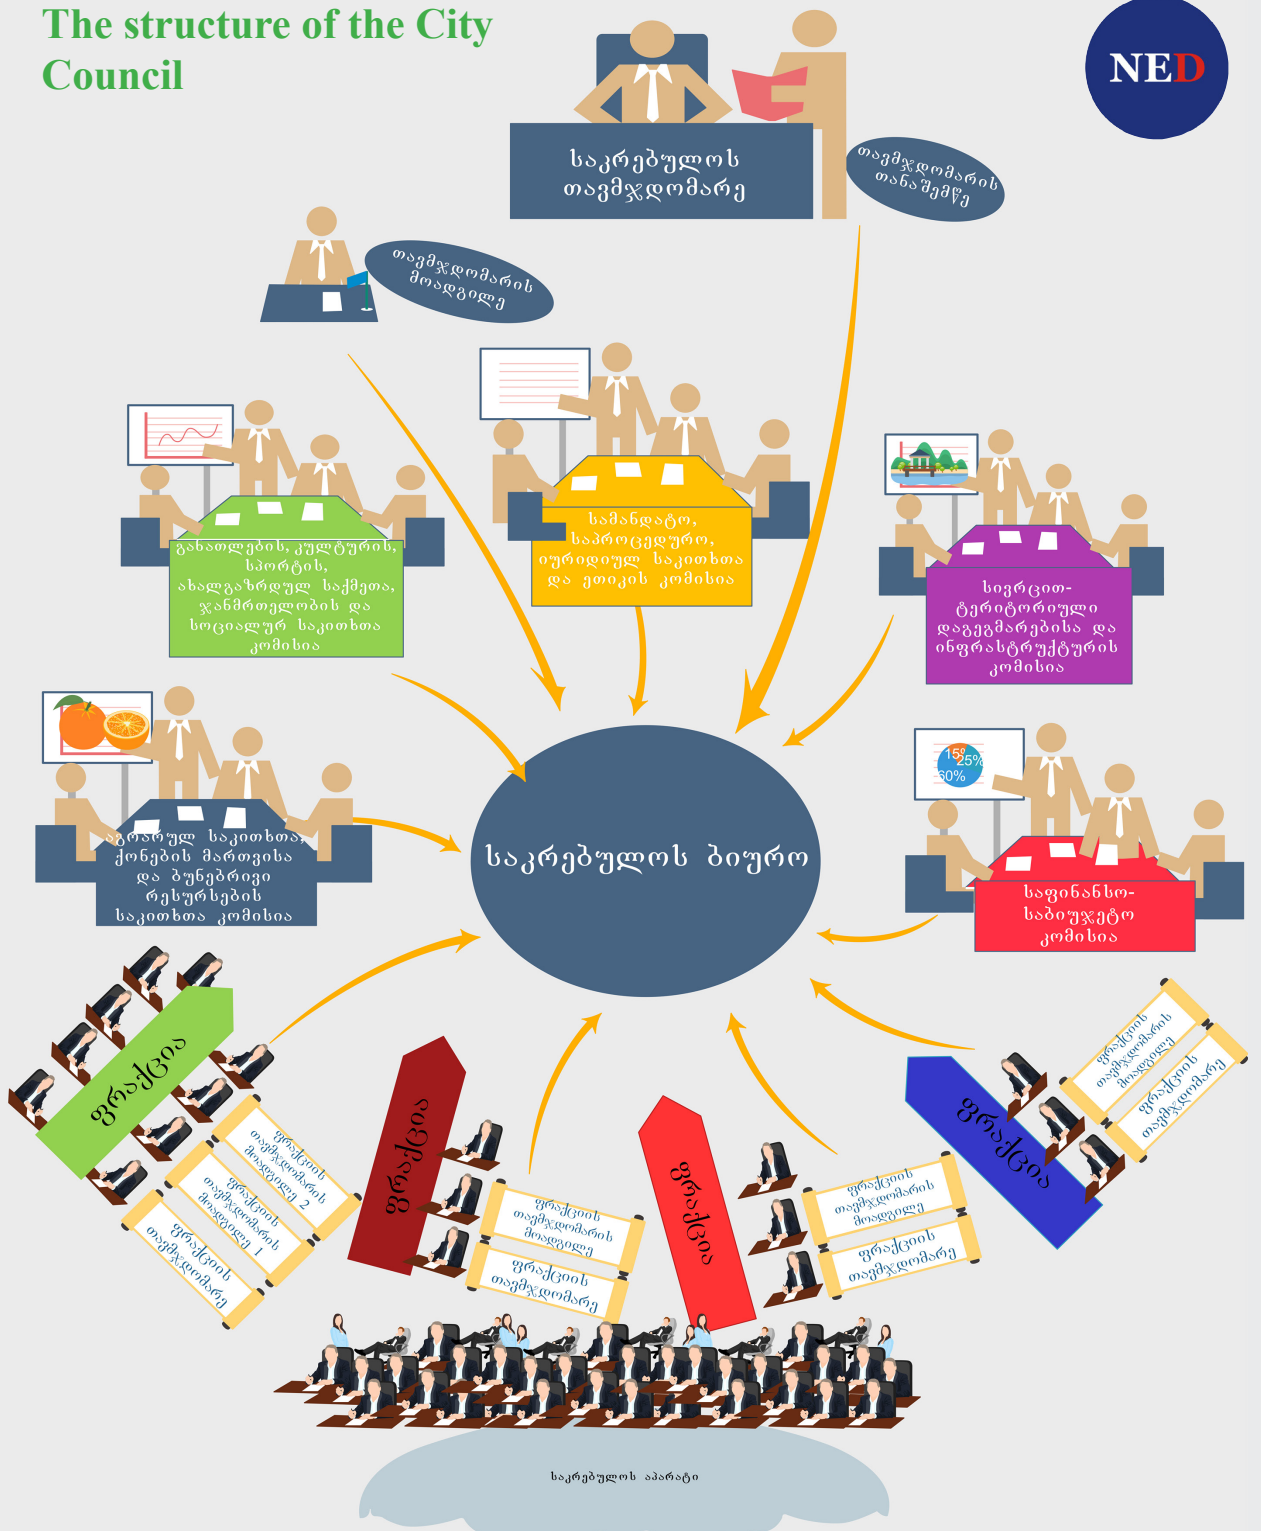 The structure of the City
Council
NED
საკრებულოს
თავმჯდომარე
თავმჯდომარის
თანაშემწე
თავმჯდომარის
მოადგილე
განათლების, კულტურის,
სპორტის,
ახალგაზრდულ საქმეთა,
ჯანმრთელობის და
სოციალურ საკითხთა
კომისია
სამანდატო,
საპროცედურო,
იურიდიულ საკითხთა
და ეთიკის კომისია
სივრცით-
ტერიტორიული
დაგეგმარებისა და
ინფრასტრუქტურის
კომისია
აგრარულ საკითხთა,
ქონების მართვისა
და ბუნებრივი
რესურსების
საკითხთა კომისია
15%
25%
60%
საფინანსო-
საბიუჯეტო
კომისია
საკრებულოს ბიურო
ფრაქცია
ფრაქციის
თავმჯდომარის
მოადგილე 2
ფრაქციის
თავმჯდომარის
მოადგილე 1
ფრაქციის
თავმჯდომარე
ფრაქცია
ფრაქციის
თავმჯდომარის
მოადგილე
ფრაქციის
თავმჯდომარე
ფრაქცია
ფრაქციის
თავმჯდომარის
მოადგილე
ფრაქციის
თავმჯდომარე
ფრაქცია
ფრაქციის
თავმჯდომარის
მოადგილე
ფრაქციის
თავმჯდომარე
საკრებულოს აპარატი